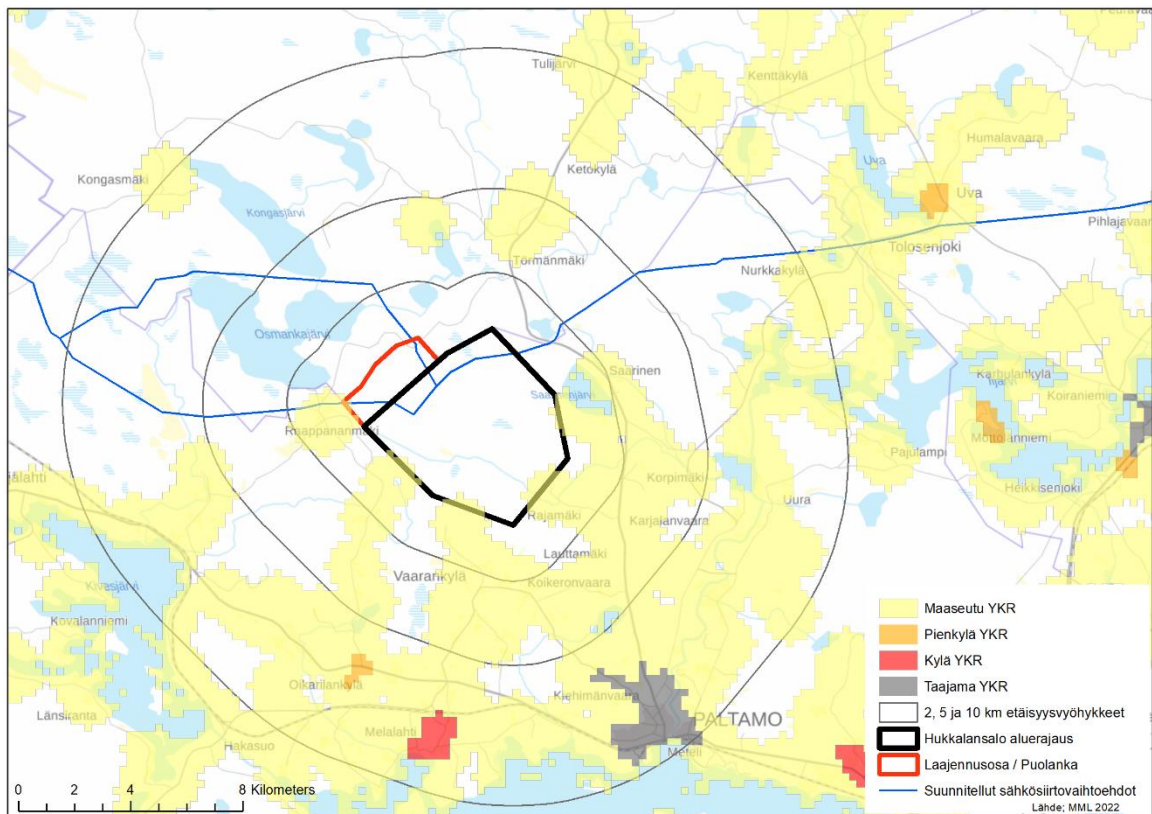 Tulijärvi
Kenttäkylä
Humalavaara
Kongasmäki
Ketokylä
Uva
Uva
Kongasjärvi
Pihlajavaara
Törmänmäki
Tolosenjoki
Nurkkakylä
Osmankajärvi
Saarinen
Karhulankylä
Iijärvi
Koiraniemi
Raappananmäki
Möttölänniemi
Pajulampi
Korpimäki
Heikkisenjoki
Uura
Rajamäki
Karjalanvaara
Lauttamäki
Vaarankylä
Koikeronvaara
Kivesjärvi
Kovalanniemi
Oikarilankylä
Kiehimänvaara
Länsiranta
Melalahti
PALTAMO
Hakasuo
Meteli
0 2 4 8 Kilometers
Maaseutu YKR
Pienkylä YKR
Kylä YKR
Taajama YKR
2, 5 ja 10 km etäisyysvyöhykkeet
Hukkalansalo aluerajaus
Laajennusosa / Puolanka
Suunnitellut sähkösiirtovaihtoehdot
Lähde; MML 2022